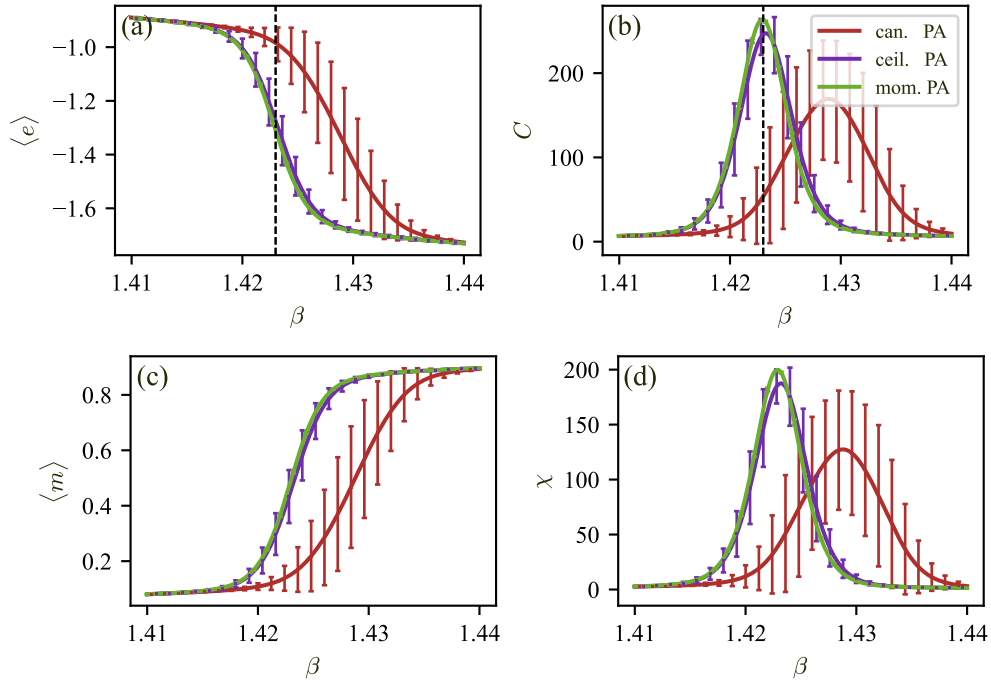 (a)
−1.0
−1.2
−1.4
−1.6
⟨e⟩
1.41 1.42 1.43 1.44
β
(b)
can. PA
ceil. PA
mom. PA
200
100
0
C
1.41 1.42 1.43 1.44
β
(c)
0.8
0.6
0.4
0.2
⟨m⟩
1.41 1.42 1.43 1.44
β
(d)
200
150
100
50
0
χ
1.41 1.42 1.43 1.44
β